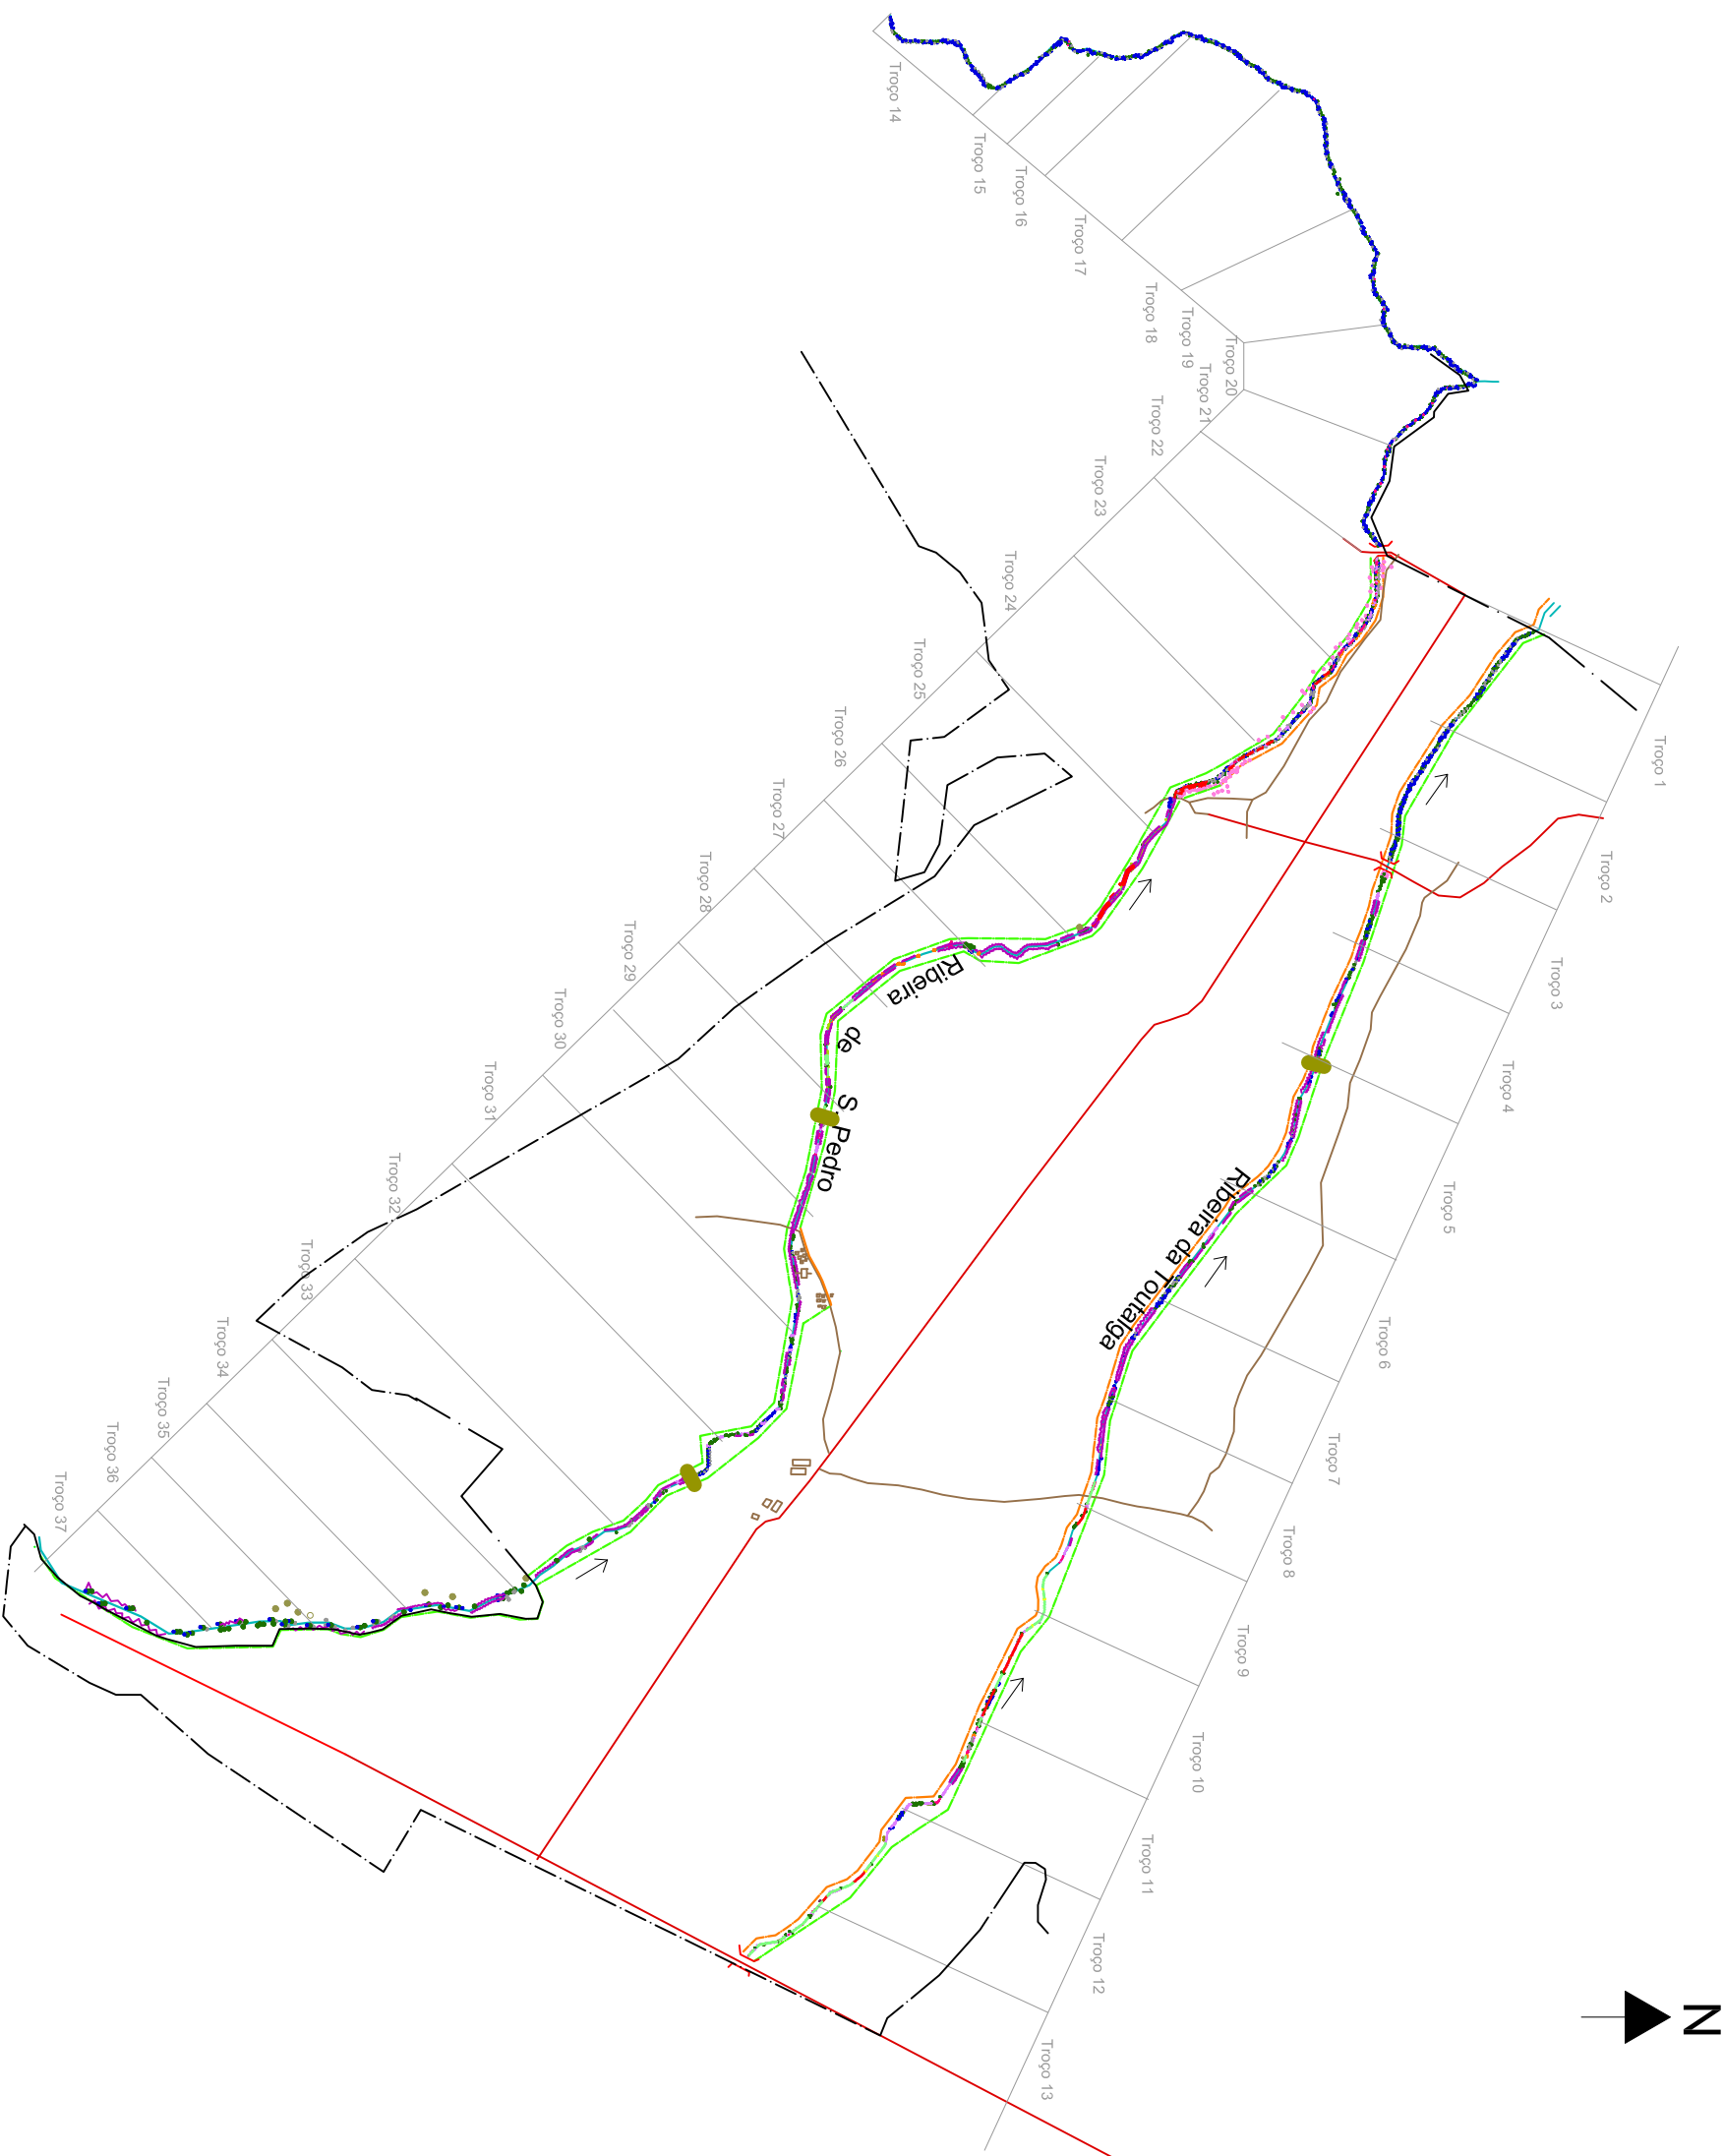 Troço 1
Troço 2
Troço 3
Troço 4
Troço 5
Troço 6
Troço 7
Troço 8
Troço 9
Troço 10
Troço 11
Troço 12
Troço 13
Troço 14
Troço 15
Troço 16
Troço 17
Troço 18
Troço 19
Troço 20
Troço 21
Troço 22
Troço 23
Troço 24
Troço 25
Troço 26
Troço 27
Troço 28
Troço 29
Troço 30
Troço 31
Troço 32
Troço 33
Troço 34
Troço 35
Troço 36
Troço 37
Ribeira de S. Pedro
Ribeira da Toutalga
N